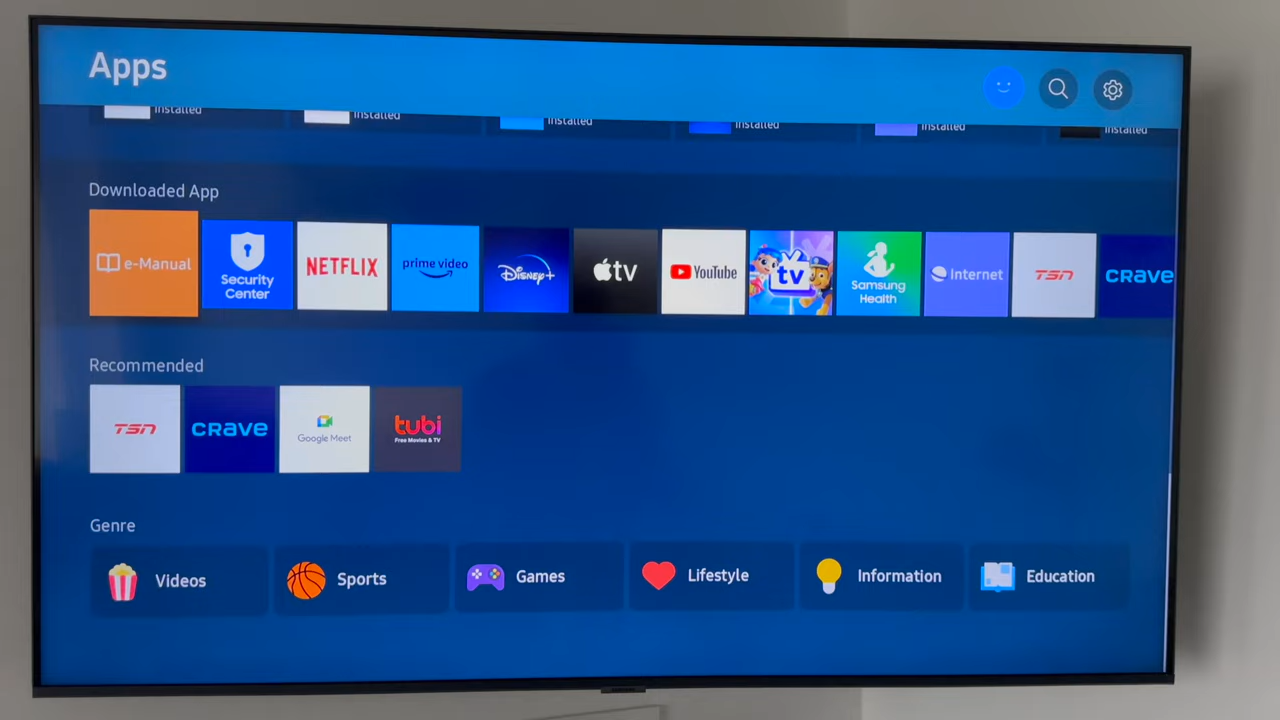 Apps
Installed
Installed
Installed
Installed
Installed
Installed
Downloaded App
e-Manual
Security
Center
NETFLIX
prime video
Disney+
tv
YouTube
tv
Samsung
Health
Internet
TSN
CRAVE
Recommended
TSN
CRAVE
Google Meet
tubi
Free Movies & TV
Genre
Videos
Sports
Games
Lifestyle
Information
Education